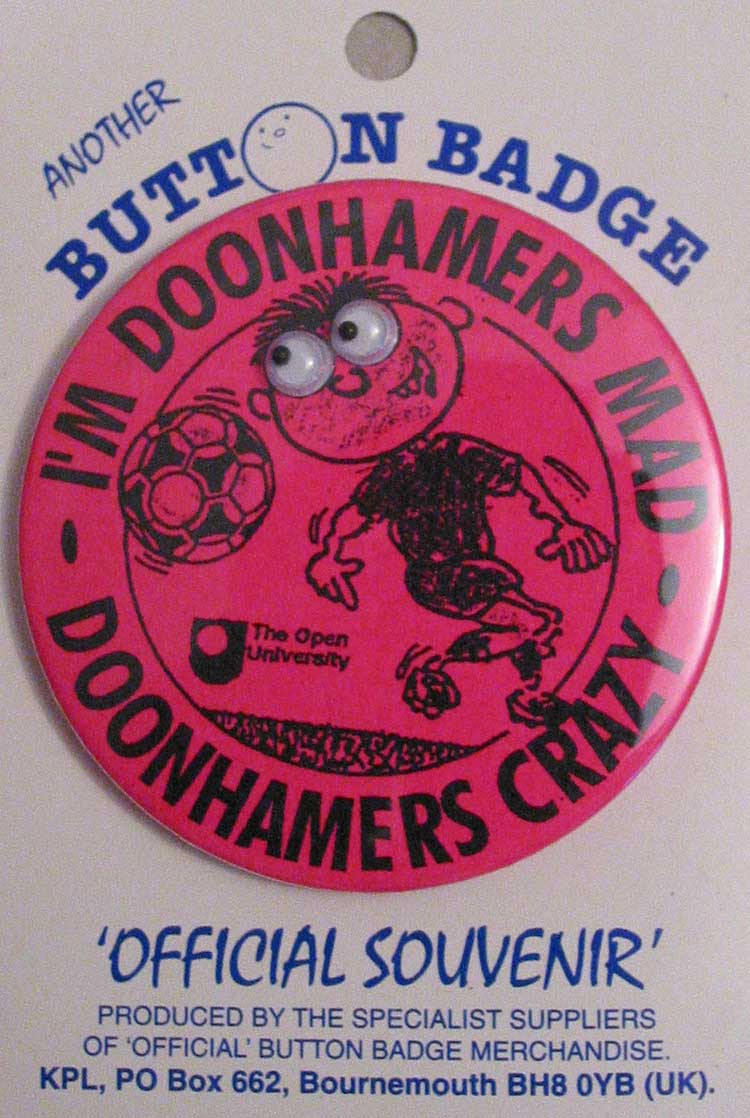 ANOTHER
BUTTON BADGE
I'M DOONHAMERS MAD
The Open
University
DOONHAMERS CRAZY
'OFFICIAL SOUVENIR'
PRODUCED BY THE SPECIALIST SUPPLIERS
OF 'OFFICIAL' BUTTON BADGE MERCHANDISE.
KPL, PO Box 662, Bournemouth BH8 0YB (UK).